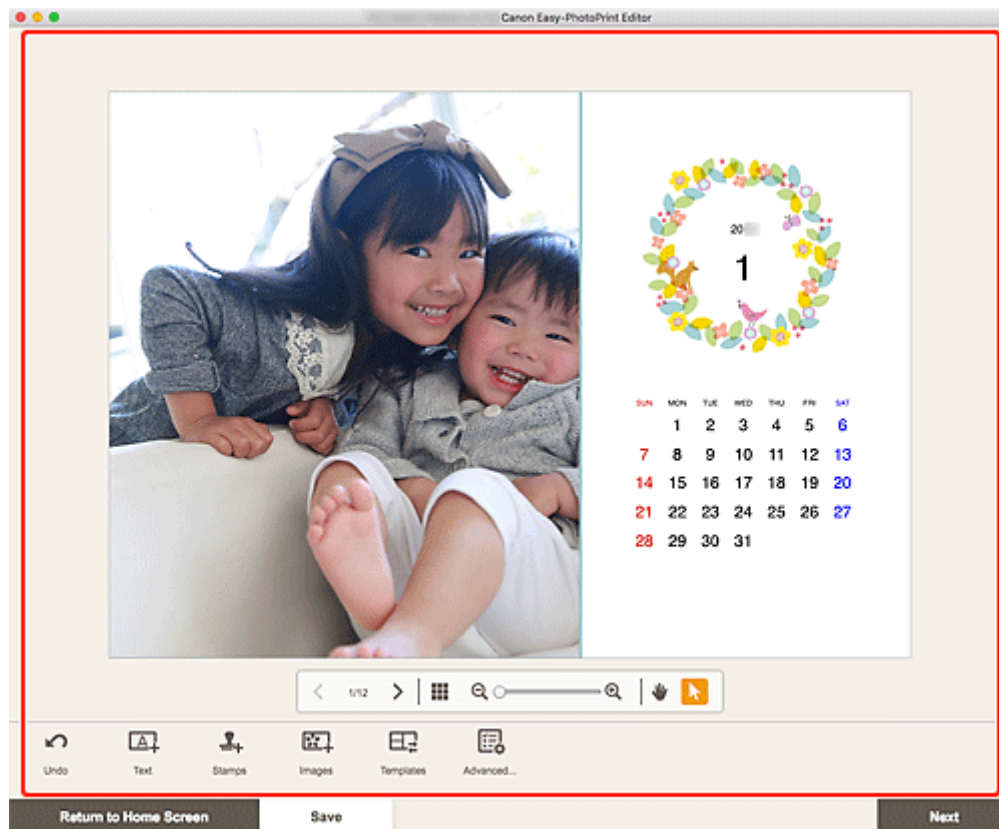 Canon Easy-PhotoPrint Editor
20
1
SUN MON TUE WED THU FRI SAT
1 2 3 4 5 6
7 8 9 10 11 12 13
14 15 16 17 18 19 20
21 22 23 24 25 26 27
28 29 30 31
1/12
Undo Text Stamps Images Templates Advanced...
Return to Home Screen Save Next